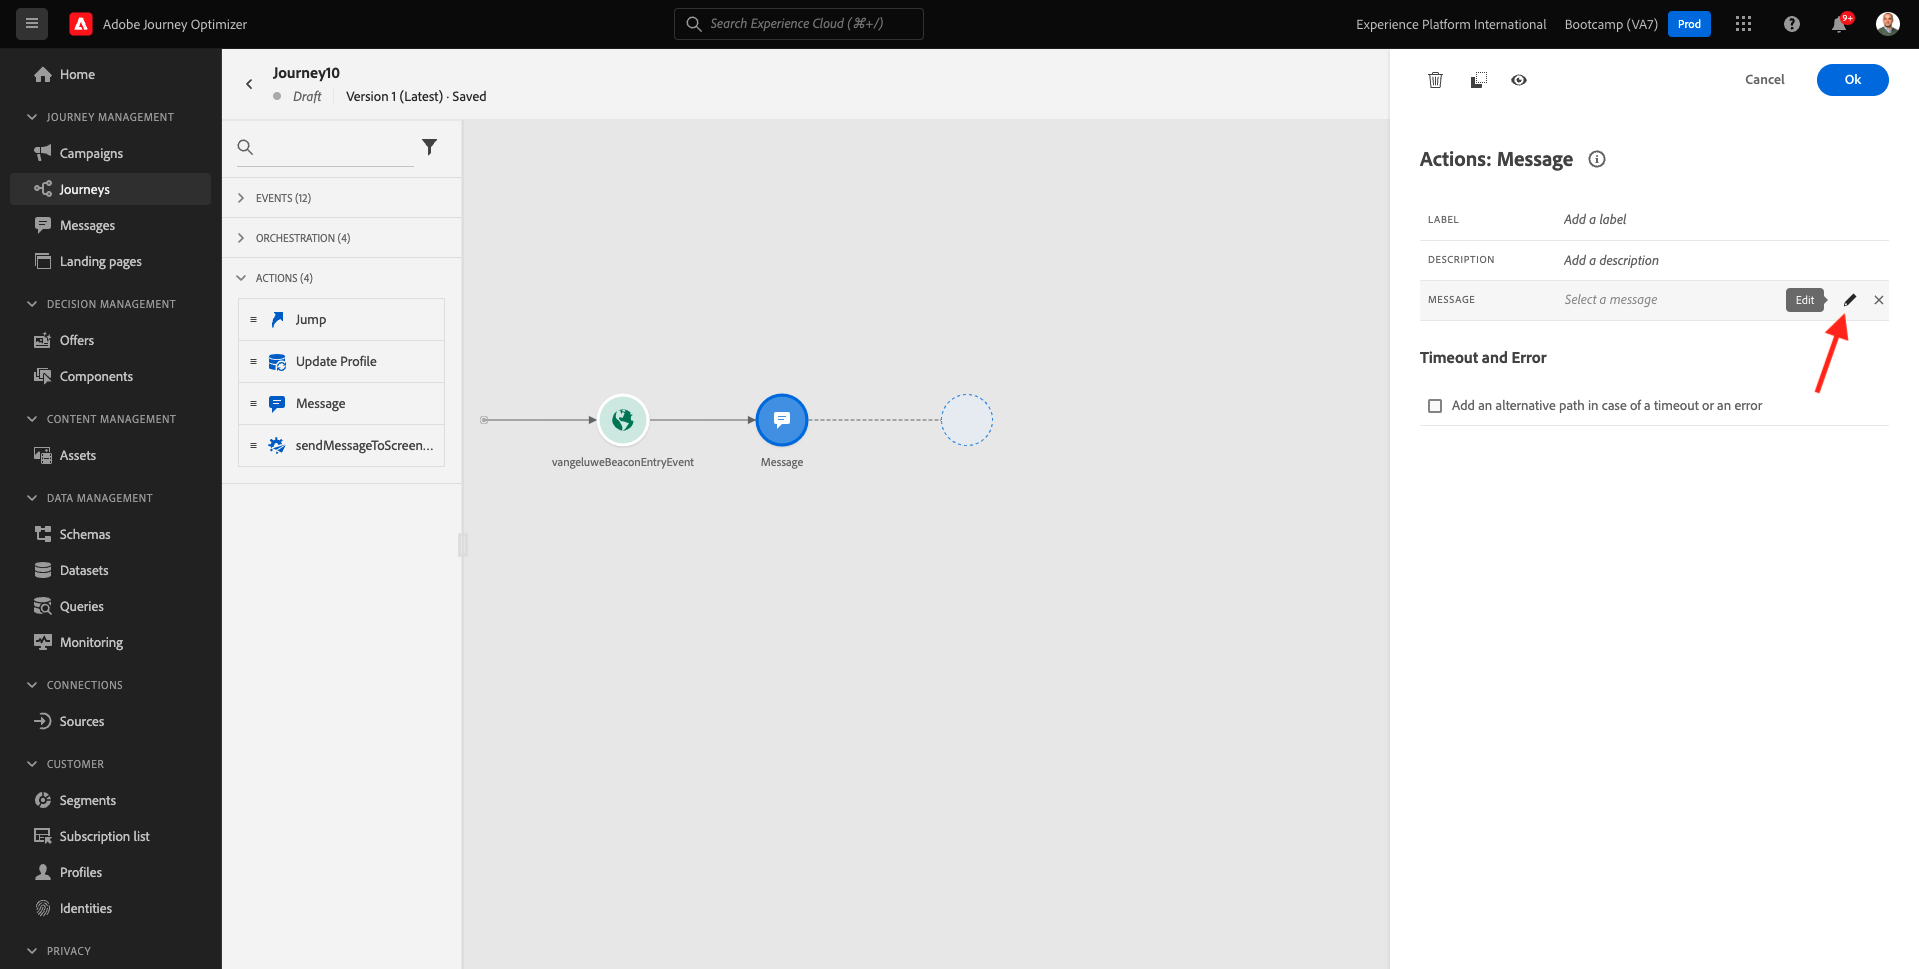 Adobe Journey Optimizer
Search Experience Cloud (⌘+/)
Experience Platform International
Bootcamp (VA7)
Prod
9+
Home
JOURNEY MANAGEMENT
Campaigns
Journeys
Messages
Landing pages
DECISION MANAGEMENT
Offers
Components
CONTENT MANAGEMENT
Assets
DATA MANAGEMENT
Schemas
Datasets
Queries
Monitoring
CONNECTIONS
Sources
CUSTOMER
Segments
Subscription list
Profiles
Identities
PRIVACY
Journey10
Draft
Version 1 (Latest) · Saved
EVENTS (12)
ORCHESTRATION (4)
ACTIONS (4)
Jump
Update Profile
Message
sendMessageToScreen...
vangeluweBeaconEntryEvent
Message
Cancel
Ok
Actions: Message
LABEL
Add a label
DESCRIPTION
Add a description
MESSAGE
Select a message
Edit
Timeout and Error
Add an alternative path in case of a timeout or an error